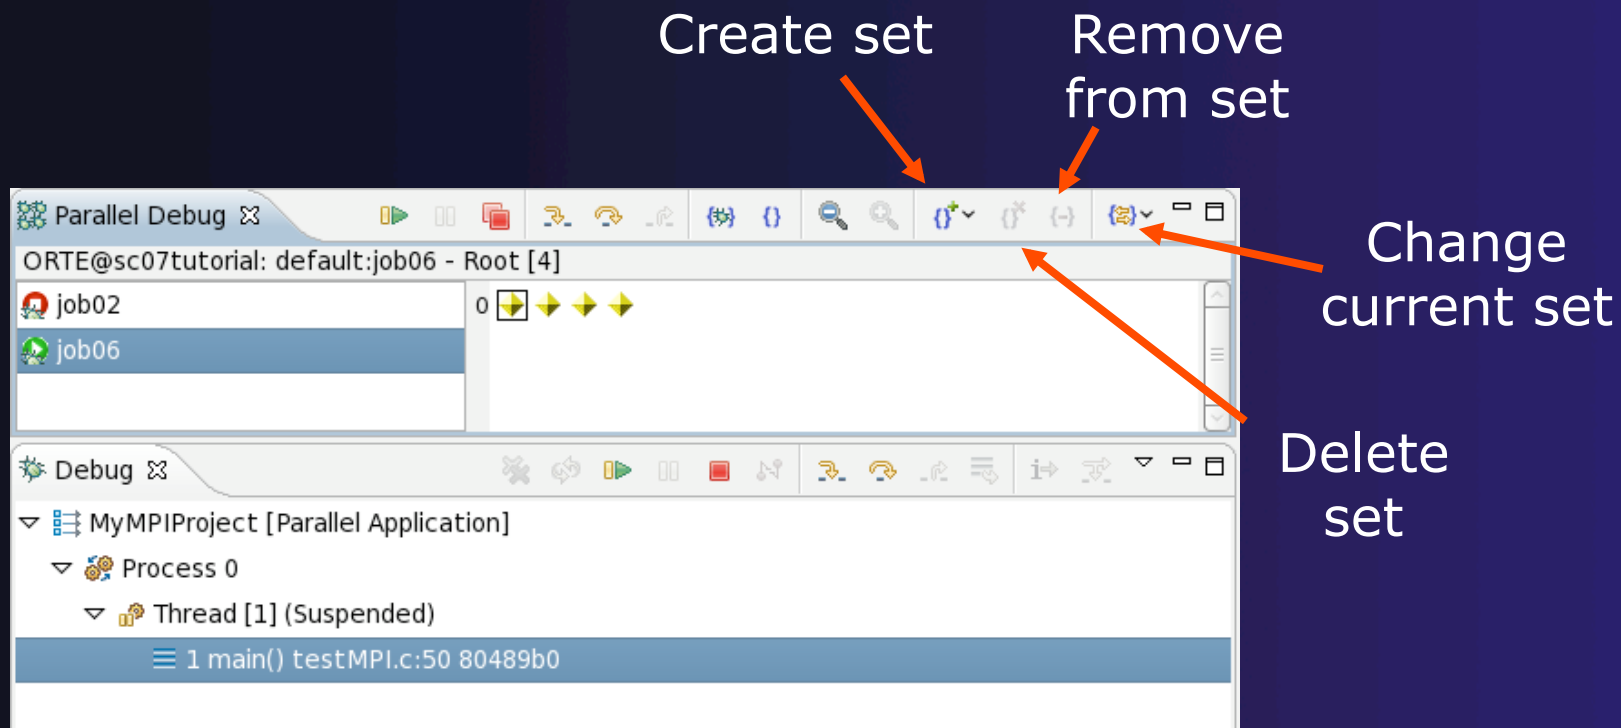 Create set
Remove
from set
Parallel Debug
ORTE@sc07tutorial: default:job06 - Root [4]
job02
0
job06
Change
current set
Debug
Delete
set
MyMPIProject [Parallel Application]
Process 0
Thread [1] (Suspended)
1 main() testMPI.c:50 80489b0